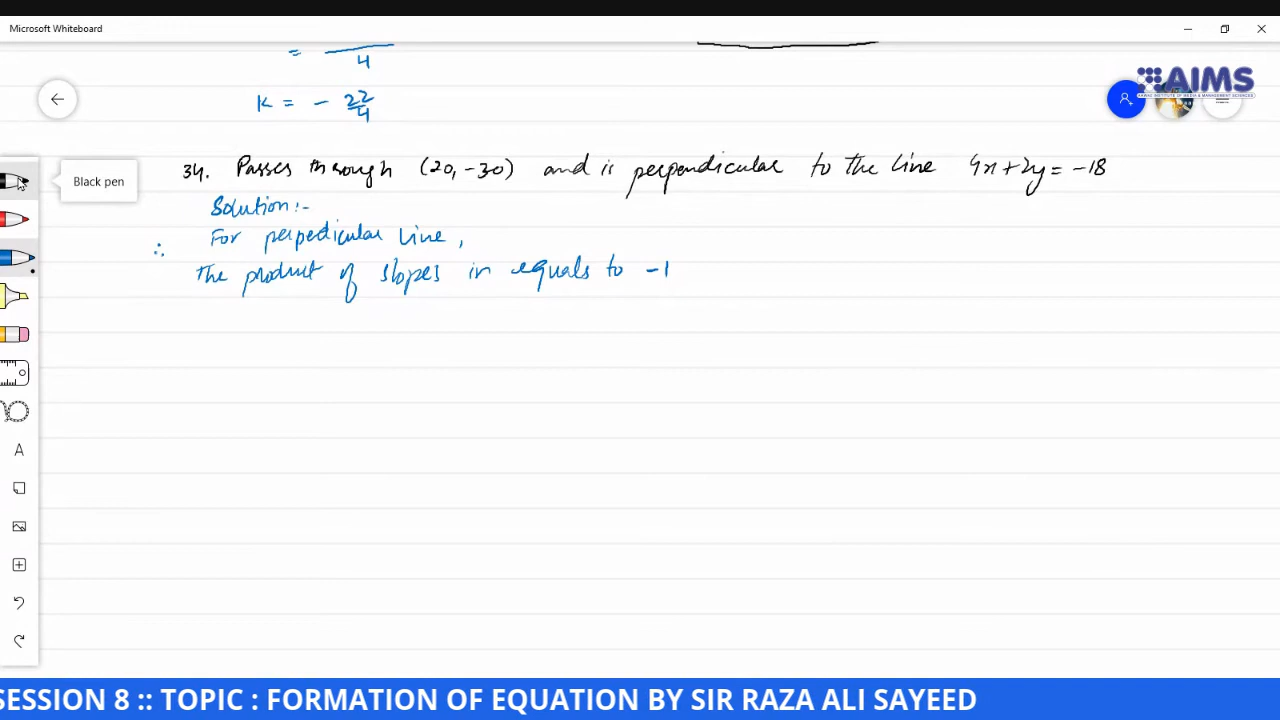 Microsoft Whiteboard
=
4
K = - 22/4
AIMS
34. Passes through (20, -30) and is perpendicular to the line 4x+2y = -18
Black pen
Solution:-
∴ For perpedicular line,
The product of slopes in equals to -1
A
SESSION 8 :: TOPIC : FORMATION OF EQUATION BY SIR RAZA ALI SAYEED